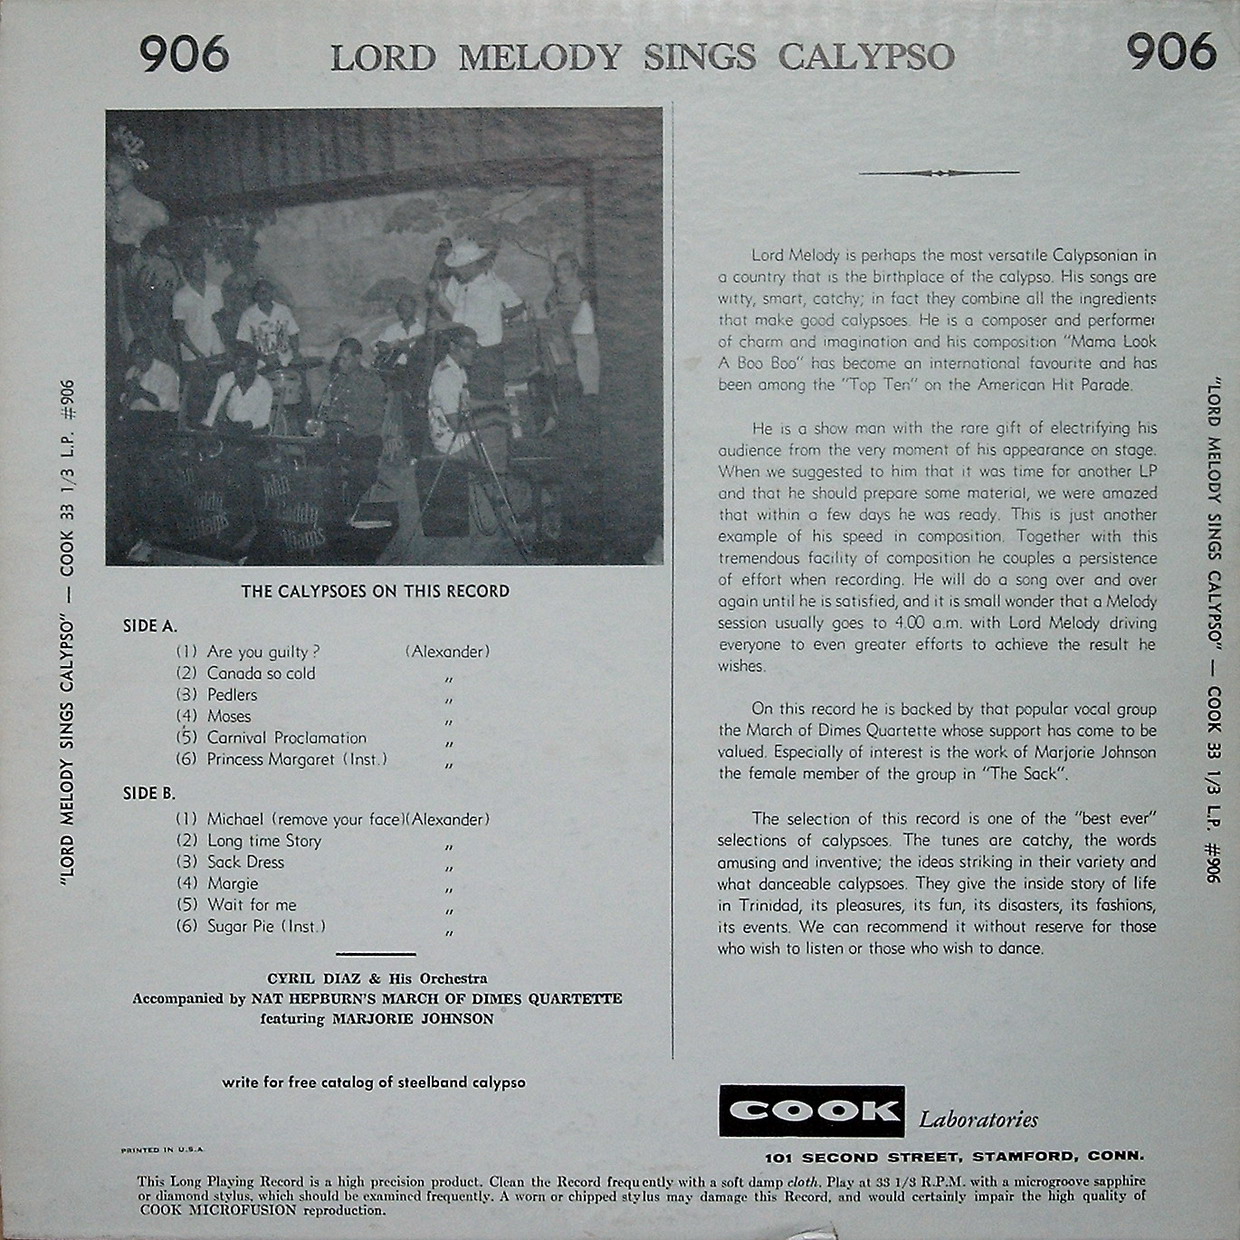 906 LORD MELODY SINGS CALYPSO 906
"LORD MELODY SINGS CALYPSO" — COOK 33 1/3 L.P. #906
THE CALYPSOES ON THIS RECORD
SIDE A.
(1) Are you guilty? (Alexander)
(2) Canada so cold "
(3) Pedlers "
(4) Moses "
(5) Carnival Proclamation "
(6) Princess Margaret (Inst.) "
SIDE B.
(1) Michael (remove your face)(Alexander)
(2) Long time Story "
(3) Sack Dress "
(4) Margie "
(5) Wait for me "
(6) Sugar Pie (Inst.) "
CYRIL DIAZ & His Orchestra
Accompanied by NAT HEPBURN'S MARCH OF DIMES QUARTETTE
featuring MARJORIE JOHNSON
write for free catalog of steelband calypso
PRINTED IN U.S.A
Lord Melody is perhaps the most versatile Calypsonian in
a country that is the birthplace of the calypso. His songs are
witty, smart, catchy; in fact they combine all the ingredients
that make good calypsoes. He is a composer and performer
of charm and imagination and his composition "Mama Look
A Boo Boo" has become an international favourite and has
been among the "Top Ten" on the American Hit Parade.
He is a show man with the rare gift of electrifying his
audience from the very moment of his appearance on stage.
When we suggested to him that it was time for another LP
and that he should prepare some material, we were amazed
that within a few days he was ready. This is just another
example of his speed in composition. Together with this
tremendous facility of composition he couples a persistence
of effort when recording. He will do a song over and over
again until he is satisfied, and it is small wonder that a Melody
session usually goes to 4.00 a.m. with Lord Melody driving
everyone to even greater efforts to achieve the result he
wishes.
On this record he is backed by that popular vocal group
the March of Dimes Quartette whose support has come to be
valued. Especially of interest is the work of Marjorie Johnson
the female member of the group in "The Sack".
The selection of this record is one of the "best ever"
selections of calypsoes. The tunes are catchy, the words
amusing and inventive; the ideas striking in their variety and
what danceable calypsoes. They give the inside story of life
in Trinidad, its pleasures, its fun, its disasters, its fashions,
its events. We can recommend it without reserve for those
who wish to listen or those who wish to dance.
"LORD MELODY SINGS CALYPSO" — COOK 33 1/3 L.P. #906
COOK Laboratories
101 SECOND STREET, STAMFORD, CONN.
This Long Playing Record is a high precision product. Clean the Record frequently with a soft damp cloth. Play at 33 1/3 R.P.M. with a microgroove sapphire
or diamond stylus, which should be examined frequently. A worn or chipped stylus may damage this Record, and would certainly impair the high quality of
COOK MICROFUSION reproduction.